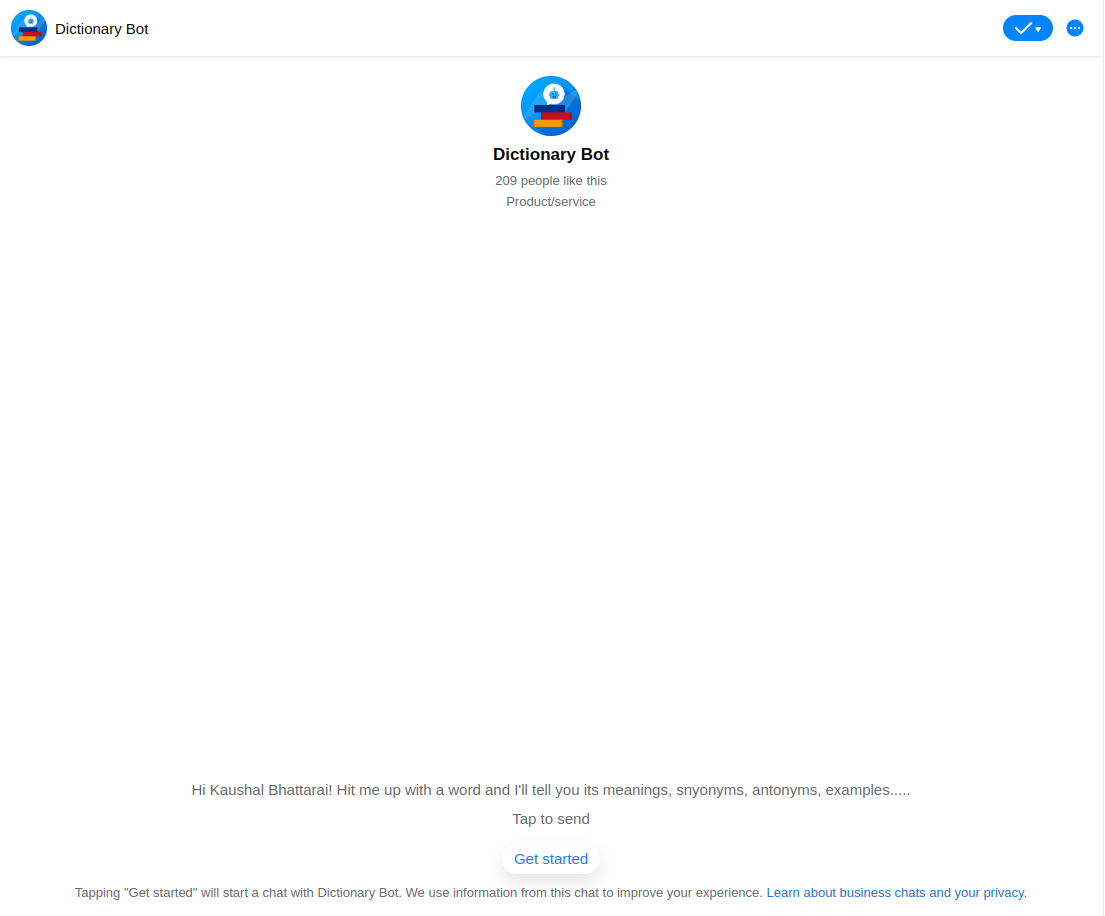 Dictionary Bot
Dictionary Bot
209 people like this
Product/service
Hi Kaushal Bhattarai! Hit me up with a word and I'll tell you its meanings, snyonyms, antonyms, examples.....
Tap to send
Get started
Tapping "Get started" will start a chat with Dictionary Bot. We use information from this chat to improve your experience. Learn about business chats and your privacy.